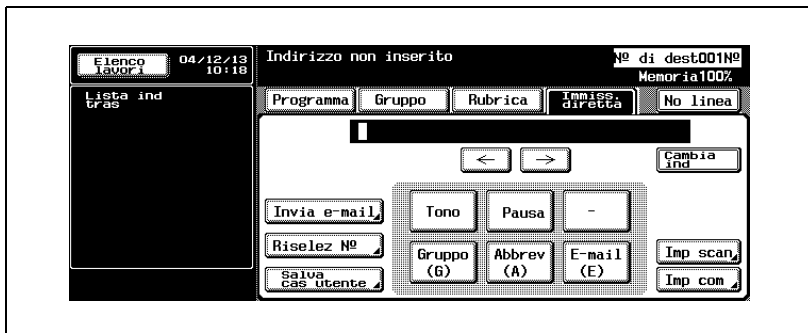 Elenco
lavori
04/12/13
10:18
Indirizzo non inserito
Nº di dest001Nº
Memoria100%
Lista ind
tras
Programma
Gruppo
Rubrica
Immiss.
diretta
No linea
← →
Cambia
ind
Invia e-mail
Tono
Pausa
-
Riselez Nº
Gruppo
(G)
Abbrev
(A)
E-mail
(E)
Imp scan
Salva
cas utente
Imp com